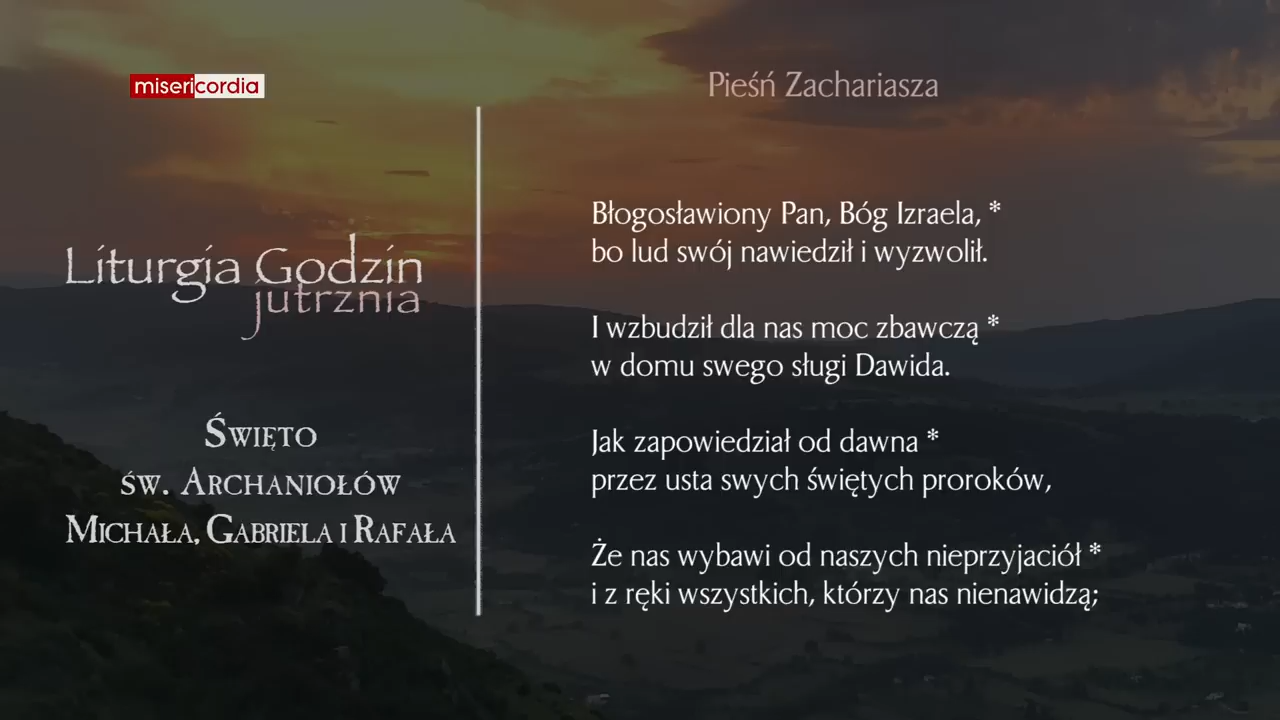 misericordia
Liturgia Godzin
jutrznia
Święto
św. Archaniołów
Michała, Gabriela i Rafała
Pieśń Zachariasza
Błogosławiony Pan, Bóg Izraela, *
bo lud swój nawiedził i wyzwolił.
I wzbudził dla nas moc zbawczą *
w domu swego sługi Dawida.
Jak zapowiedział od dawna *
przez usta swych świętych proroków,
Że nas wybawi od naszych nieprzyjaciół *
i z ręki wszystkich, którzy nas nienawidzą;